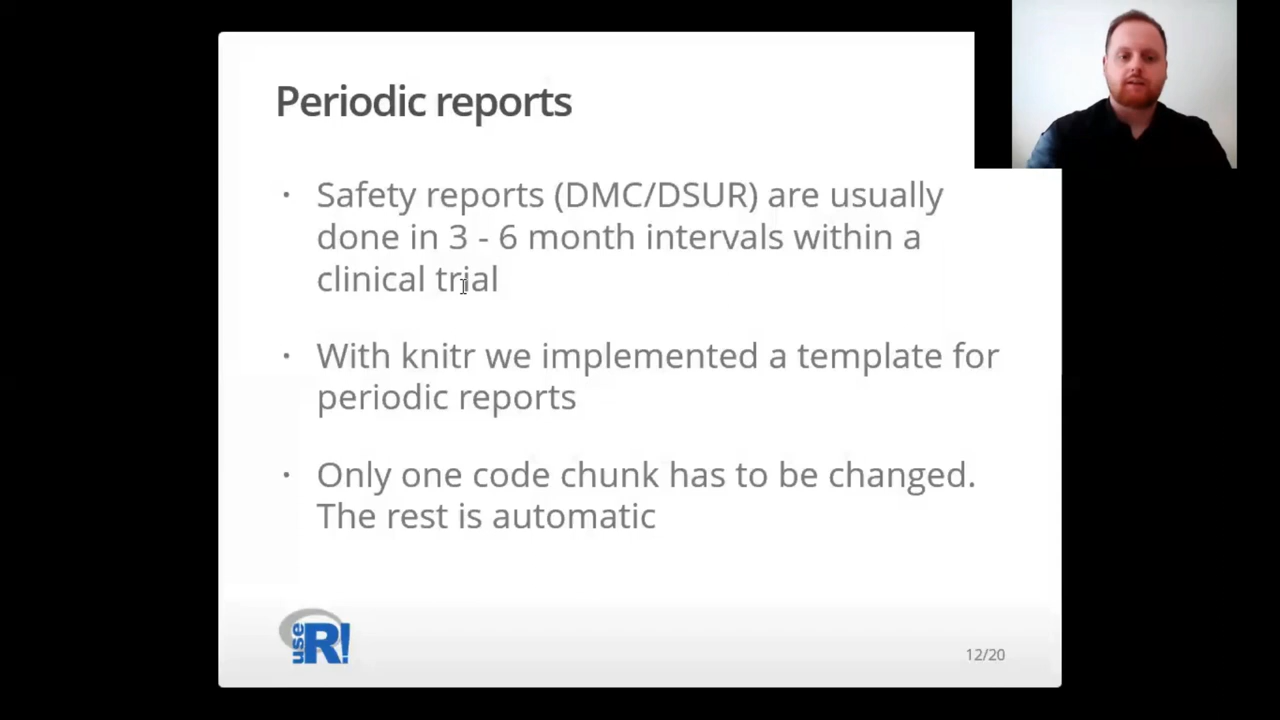 Periodic reports
· Safety reports (DMC/DSUR) are usually
done in 3 - 6 month intervals within a
clinical trial
· With knitr we implemented a template for
periodic reports
· Only one code chunk has to be changed.
The rest is automatic
use R!
12/20